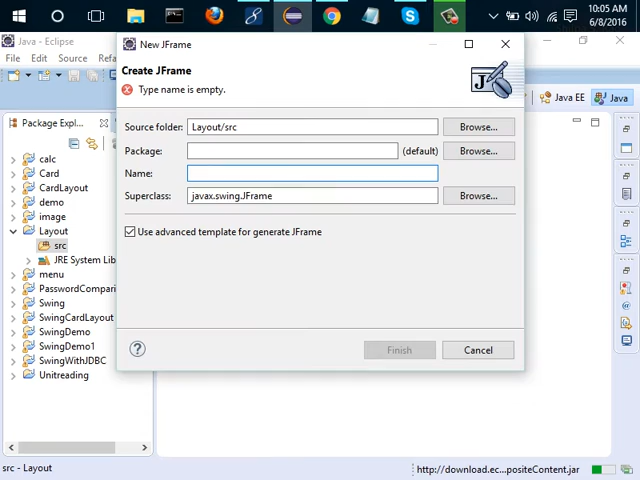 10:05 AM
6/8/2016
Java - Eclipse
File Edit Source Refa
New JFrame
Create JFrame
Type name is empty.
Source folder: Layout/src Browse...
Package: (default) Browse...
Name:
Superclass: javax.swing.JFrame Browse...
Use advanced template for generate JFrame
Finish Cancel
Java EE Java
Package Expl...
calc
Card
CardLayout
demo
image
Layout
src
JRE System Lib
menu
PasswordCompari
Swing
SwingCardLayout
SwingDemo
SwingDemo1
SwingWithJDBC
Unitreading
src - Layout
http://download.ec...positeContent.jar